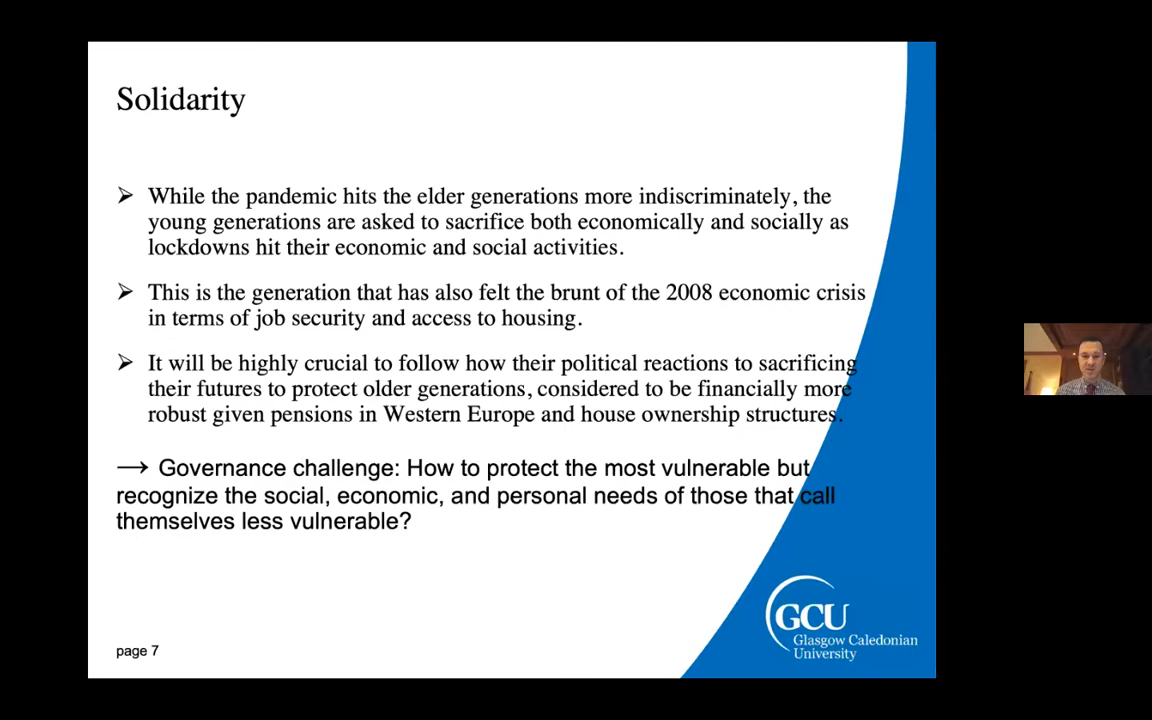 Solidarity
➢ While the pandemic hits the elder generations more indiscriminately, the
young generations are asked to sacrifice both economically and socially as
lockdowns hit their economic and social activities.
➢ This is the generation that has also felt the brunt of the 2008 economic crisis
in terms of job security and access to housing.
➢ It will be highly crucial to follow how their political reactions to sacrificing
their futures to protect older generations, considered to be financially more
robust given pensions in Western Europe and house ownership structures.
→ Governance challenge: How to protect the most vulnerable but
recognize the social, economic, and personal needs of those that call
themselves less vulnerable?
GCU
Glasgow Caledonian
University
page 7